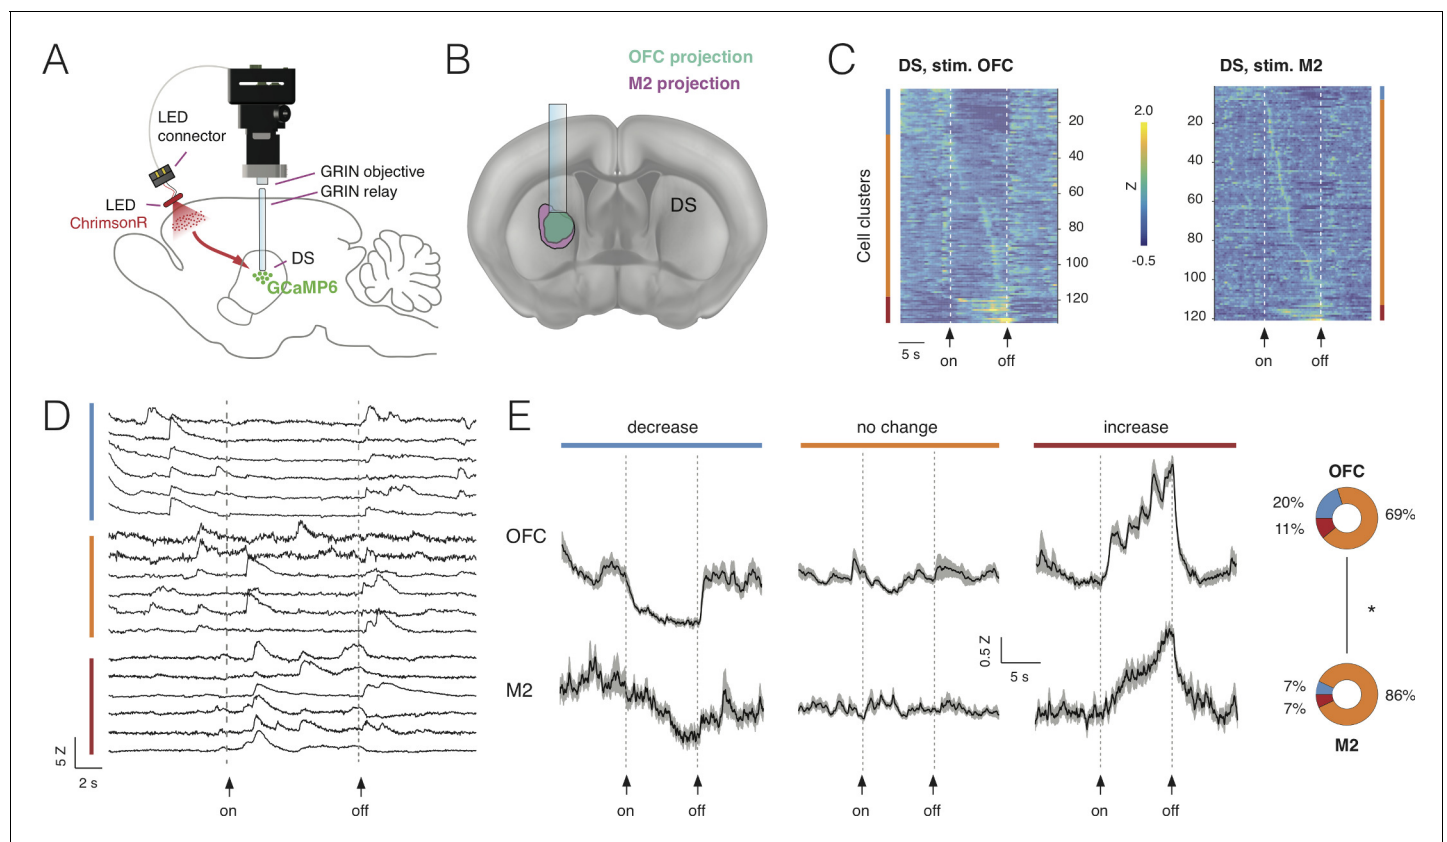 A
LED
connector
GRIN objective
GRIN relay
LED
ChrimsonR
DS
GCaMP6
B
OFC projection
M2 projection
DS
C
DS, stim. OFC
DS, stim. M2
Cell clusters
20
40
60
80
100
120
2.0
Z
-0.5
20
40
60
80
100
120
5 s
on
off
on
off
D
5 Z
2 s
on
off
E
decrease
no change
increase
OFC
M2
0.5 Z
5 s
on
off
on
off
on
off
OFC
20%
69%
11%
*
7%
86%
7%
M2